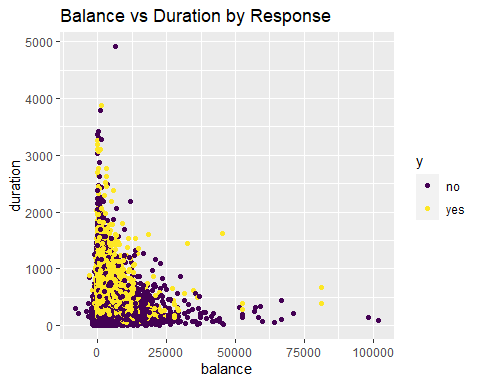 Balance vs Duration by Response
5000
4000
3000
2000
1000
0
duration
0
25000
50000
75000
100000
balance
y
no
yes